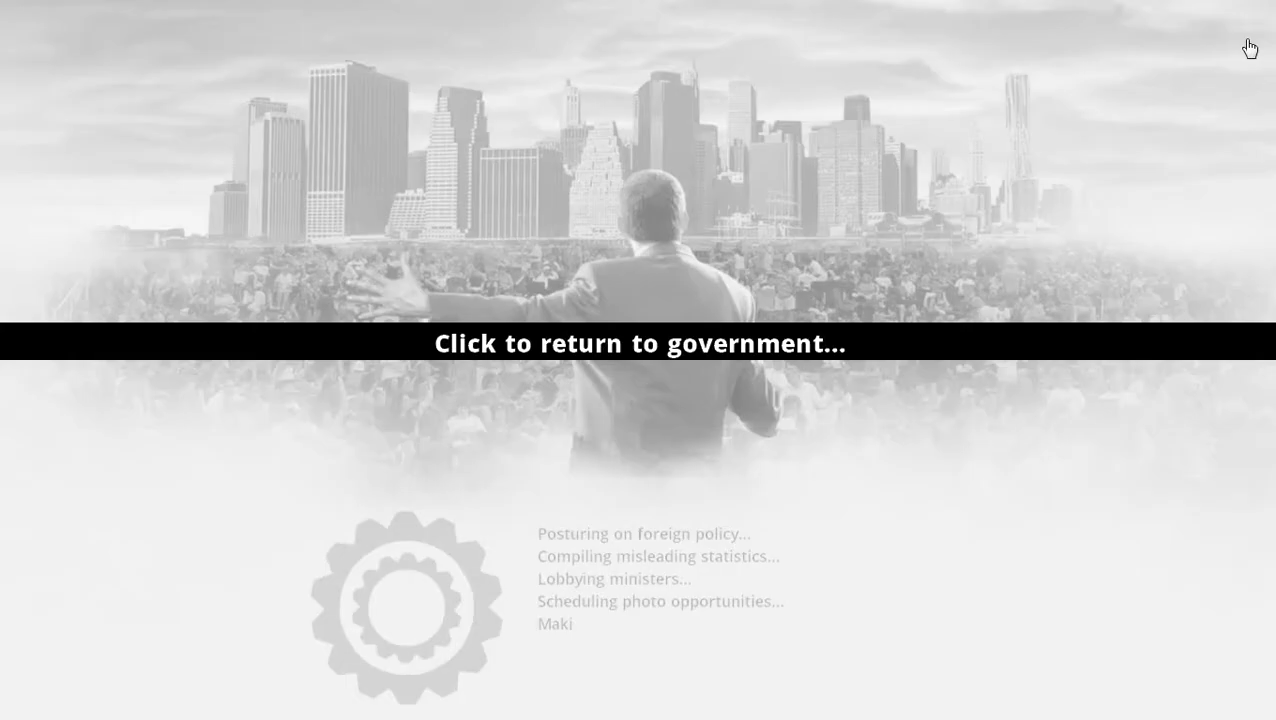 Click to return to government...
Posturing on foreign policy...
Compiling misleading statistics...
Lobbying ministers...
Scheduling photo opportunities...
Maki